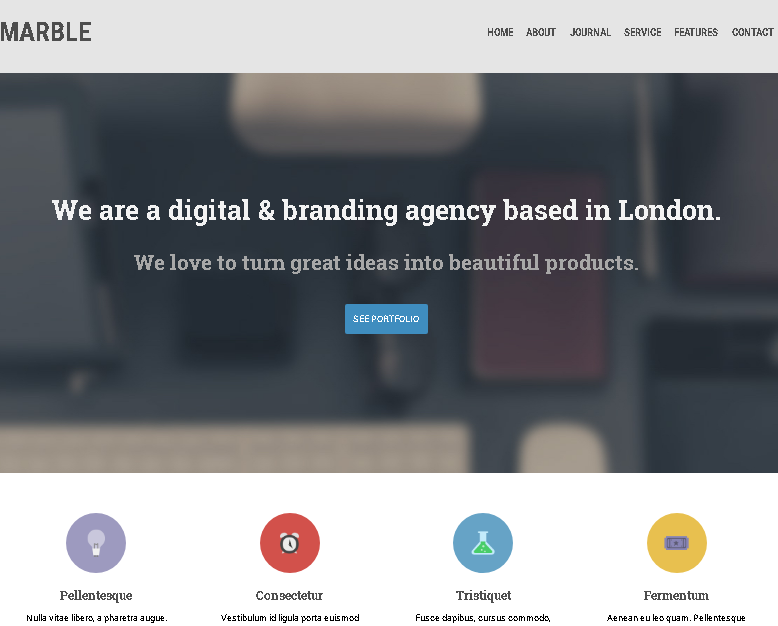 MARBLE
HOME ABOUT JOURNAL SERVICE FEATURES CONTACT
We are a digital & branding agency based in London.
We love to turn great ideas into beautiful products.
SEE PORTFOLIO
Pellentesque Consectetur Tristiquet Fermentum
Nulla vitae libero, a pharetra augue. Vestibulum id ligula porta euismod Fusce dapibus, cursus commodo, Aenean eu leo quam. Pellentesque